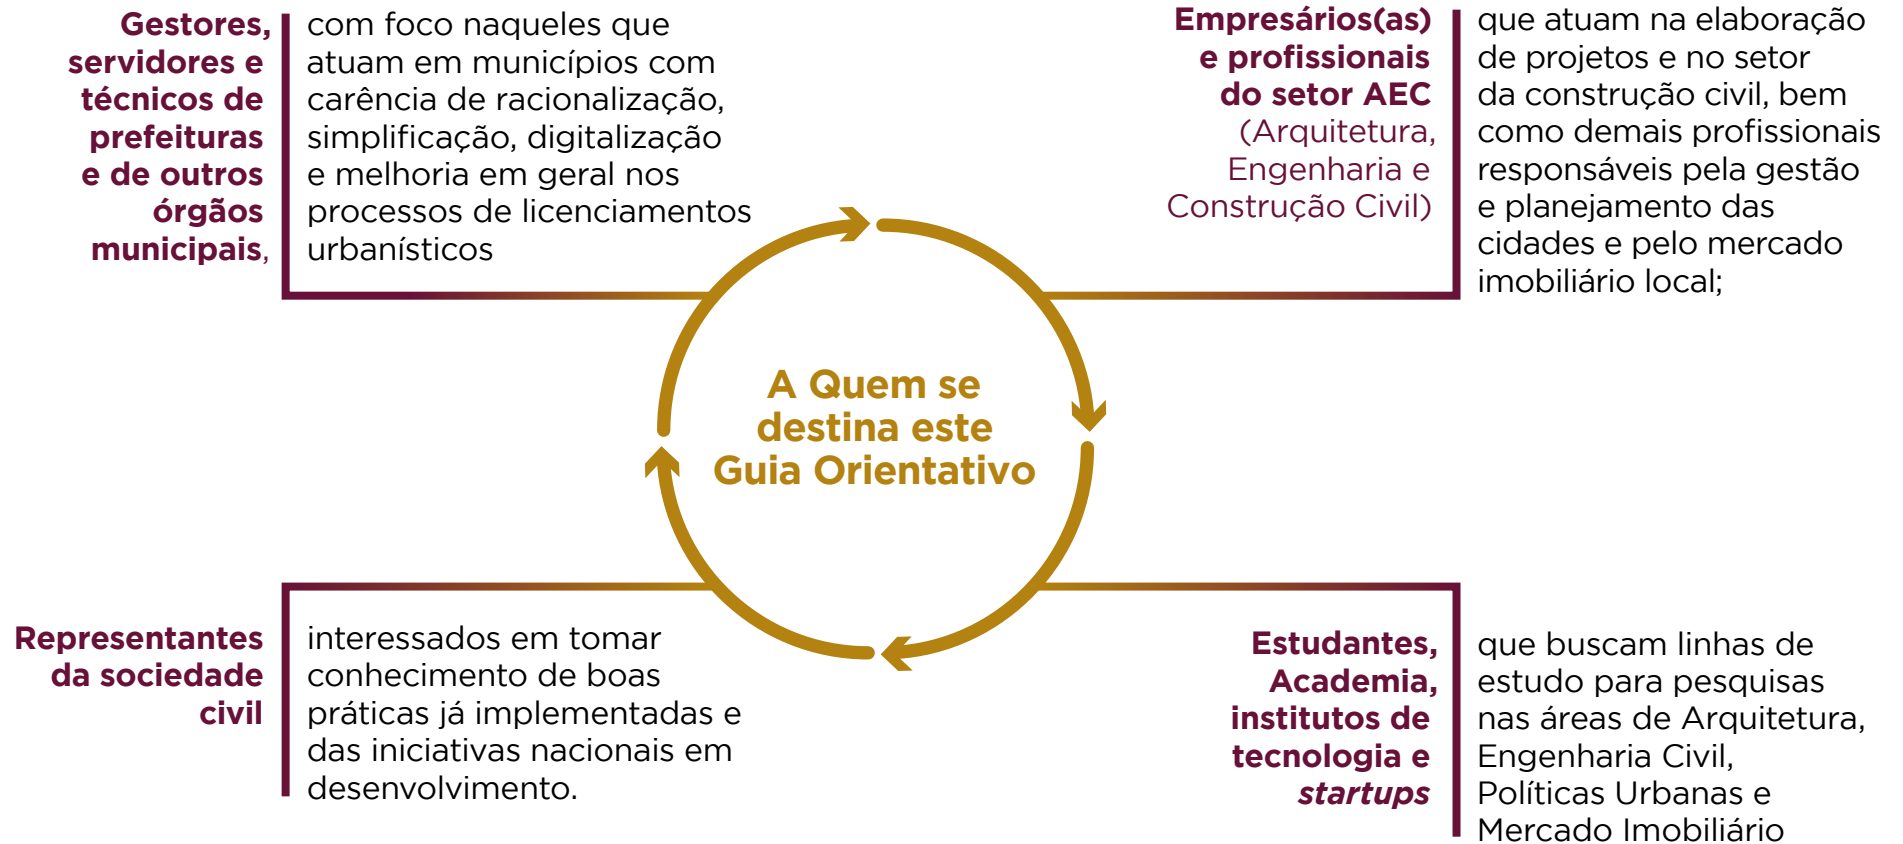 Gestores,
servidores e
técnicos de
prefeituras
e de outros
órgãos
municipais,
com foco naqueles que
atuam em municípios com
carência de racionalização,
simplificação, digitalização
e melhoria em geral nos
processos de licenciamentos
urbanísticos
Empresários(as)
e profissionais
do setor AEC
(Arquitetura,
Engenharia e
Construção Civil)
que atuam na elaboração
de projetos e no setor
da construção civil, bem
como demais profissionais
responsáveis pela gestão
e planejamento das
cidades e pelo mercado
imobiliário local;
A Quem se
destina este
Guia Orientativo
Representantes
da sociedade
civil
interessados em tomar
conhecimento de boas
práticas já implementadas e
das iniciativas nacionais em
desenvolvimento.
Estudantes,
Academia,
institutos de
tecnologia e
startups
que buscam linhas de
estudo para pesquisas
nas áreas de Arquitetura,
Engenharia Civil,
Políticas Urbanas e
Mercado Imobiliário